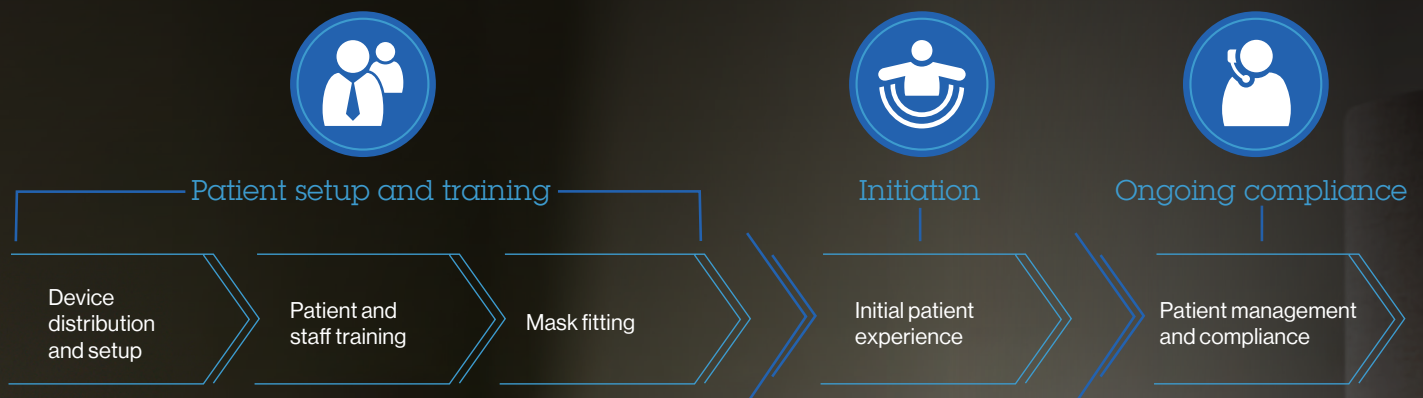 Patient setup and training
Initiation
Ongoing compliance
Device
distribution
and setup
Patient and
staff training
Mask fitting
Initial patient
experience
Patient management
and compliance